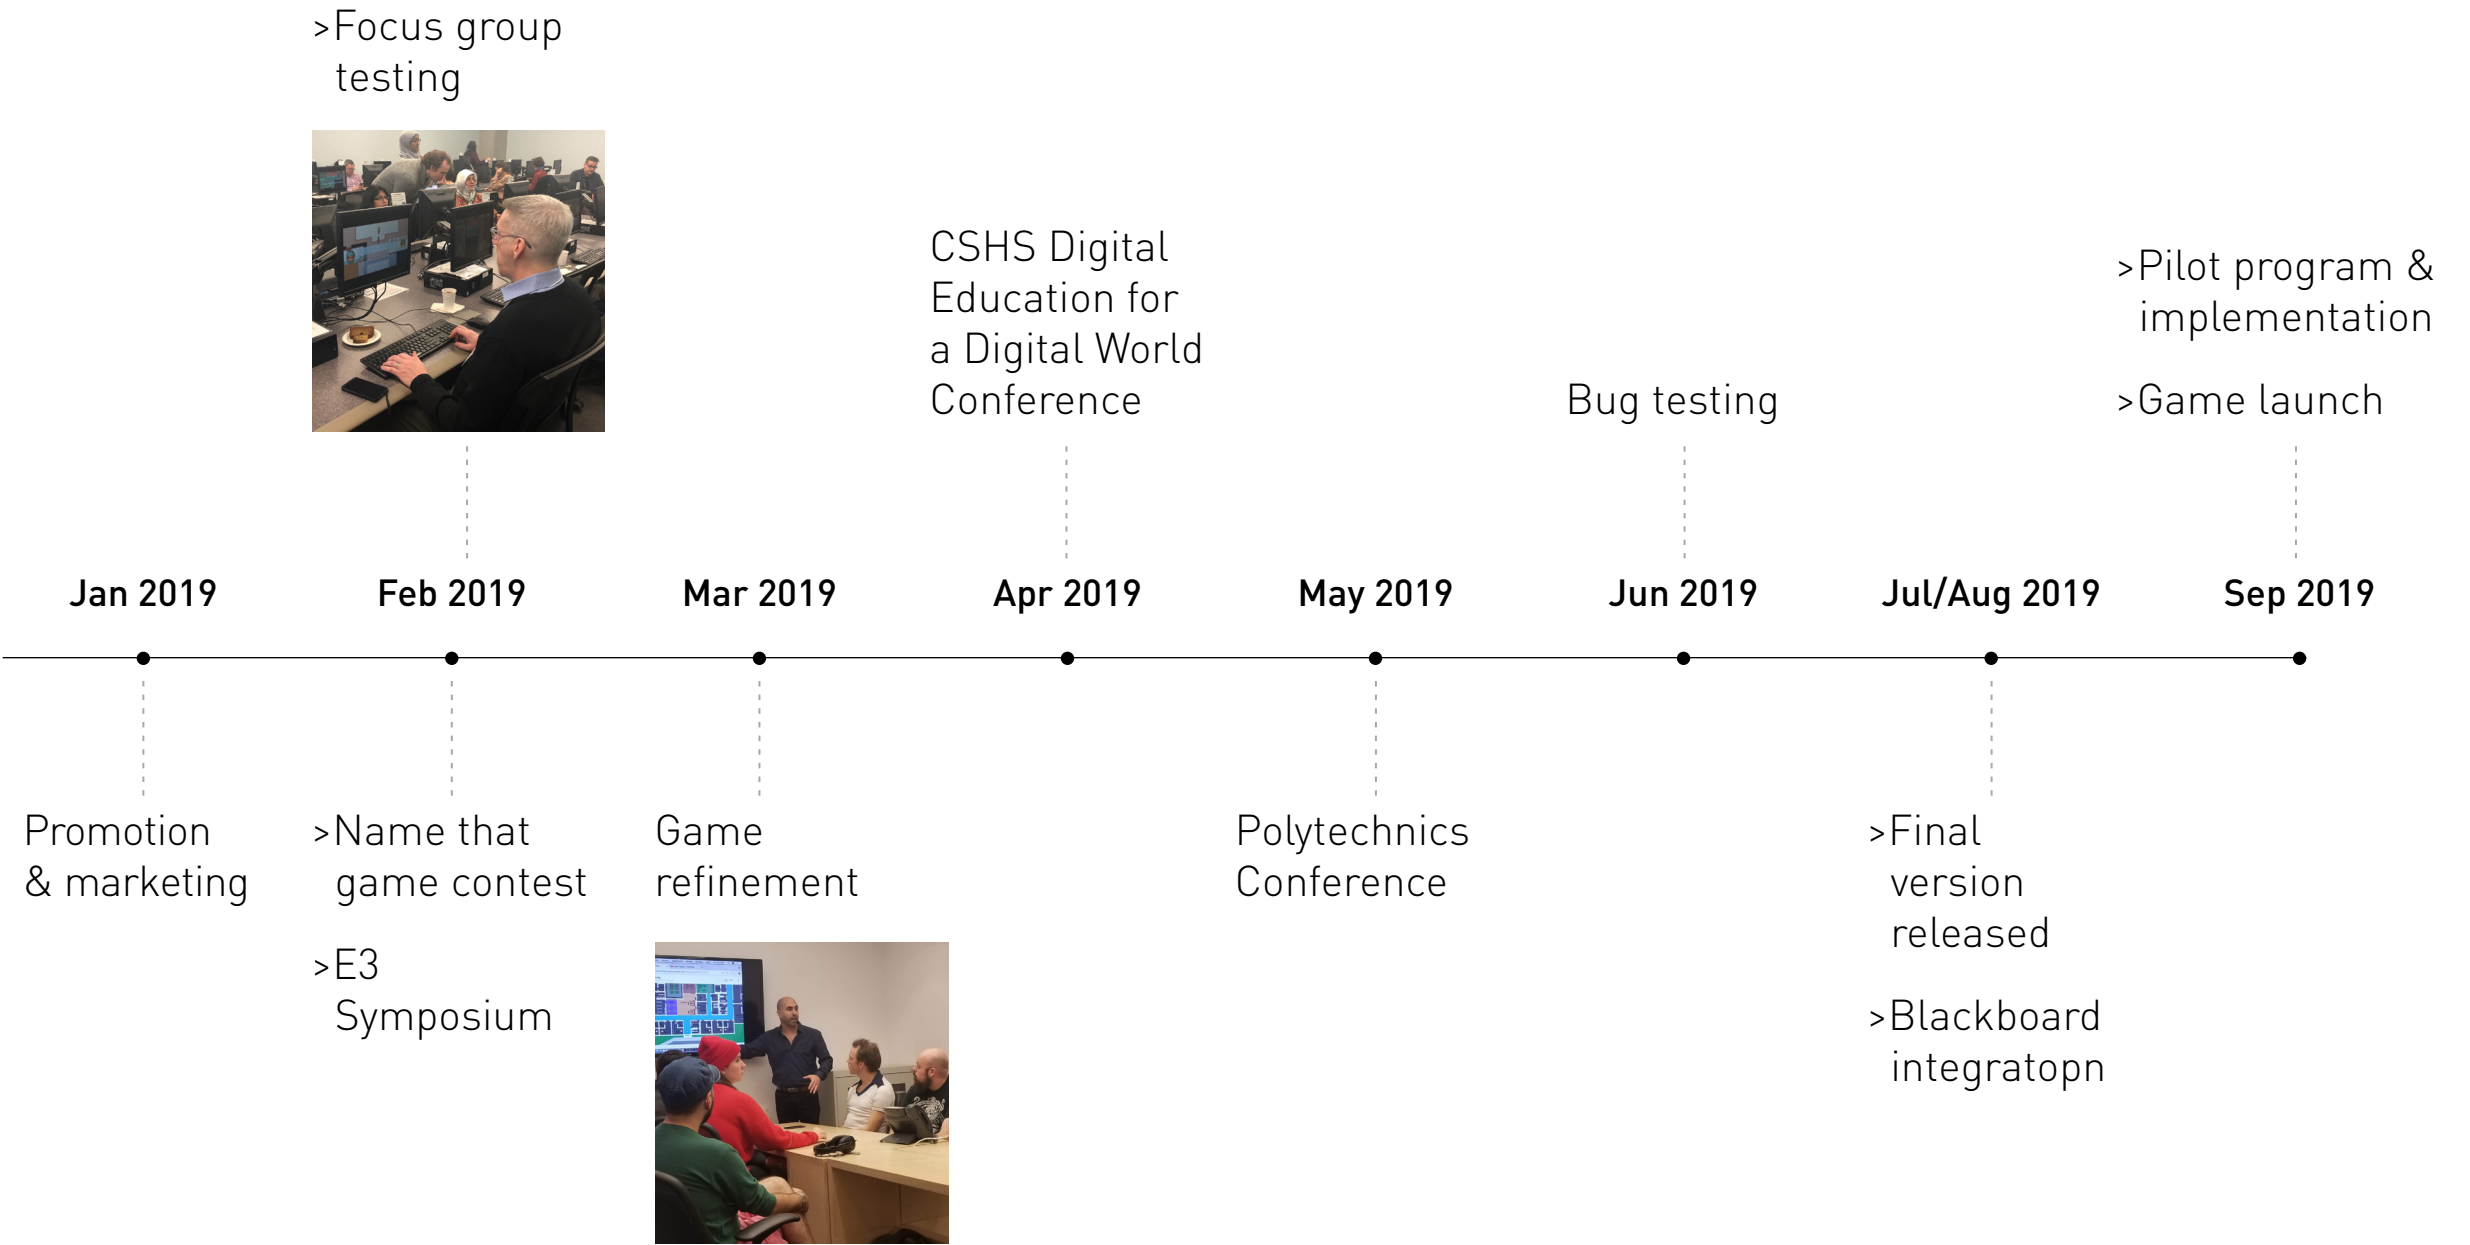 >Focus group
testing
CSHS Digital
Education for
a Digital World
Conference
Bug testing
>Pilot program &
implementation
>Game launch
Jan 2019
Feb 2019
Mar 2019
Apr 2019
May 2019
Jun 2019
Jul/Aug 2019
Sep 2019
Promotion
& marketing
>Name that
game contest
>E3
Symposium
Game
refinement
Polytechnics
Conference
>Final
version
released
>Blackboard
integratopn